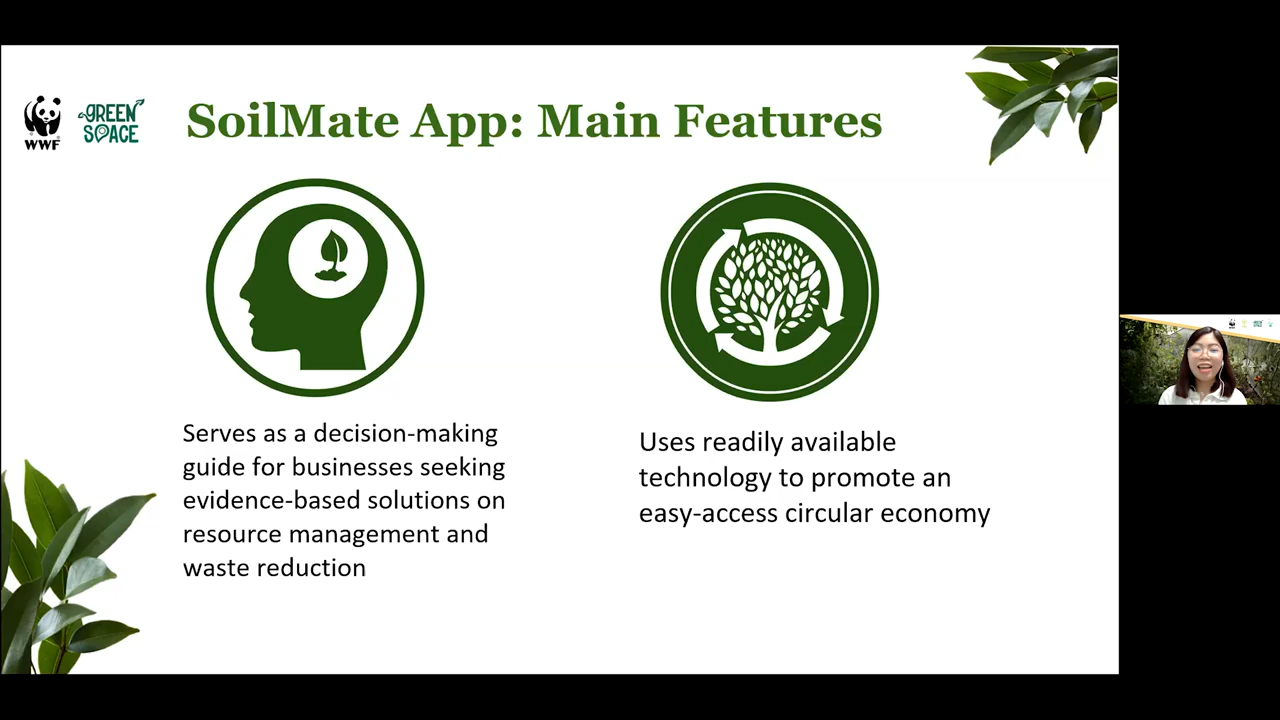 WWF
GREEN
SPACE
SoilMate App: Main Features
Serves as a decision-making
guide for businesses seeking
evidence-based solutions on
resource management and
waste reduction
Uses readily available
technology to promote an
easy-access circular economy